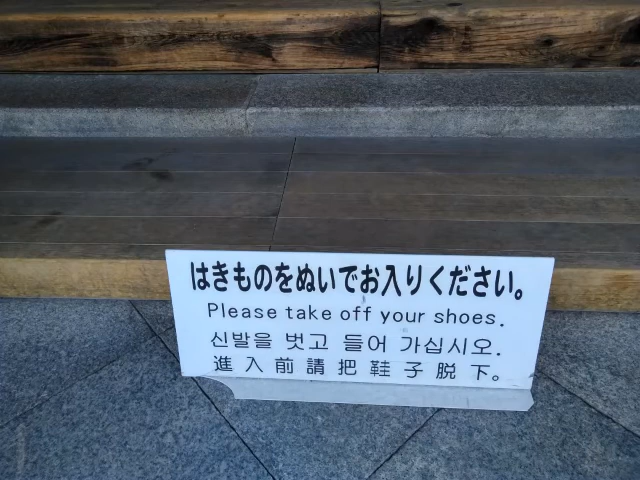 はきものをぬいでお入りください。
Please take off your shoes.
신발을 벗고 들어 가십시오.
進入前請把鞋子脱下。